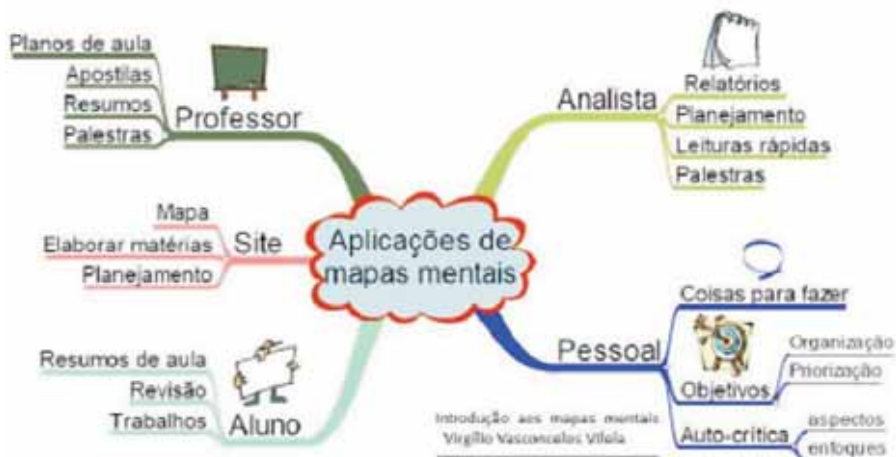 Planos de aula
Apostilas
Resumos
Palestras
Professor
Analista
Relatórios
Planejamento
Leituras rápidas
Palestras
Mapa
Elaborar matérias
Planejamento
Site
Aplicações de
mapas mentais
Resumos de aula
Revisão
Trabalhos
Aluno
Pessoal
Coisas para fazer
Objetivos
Organização
Priorização
Auto-crítica
aspectos
enfoques
Introdução aos mapas mentais
Virgílio Vasconcelos Vilela